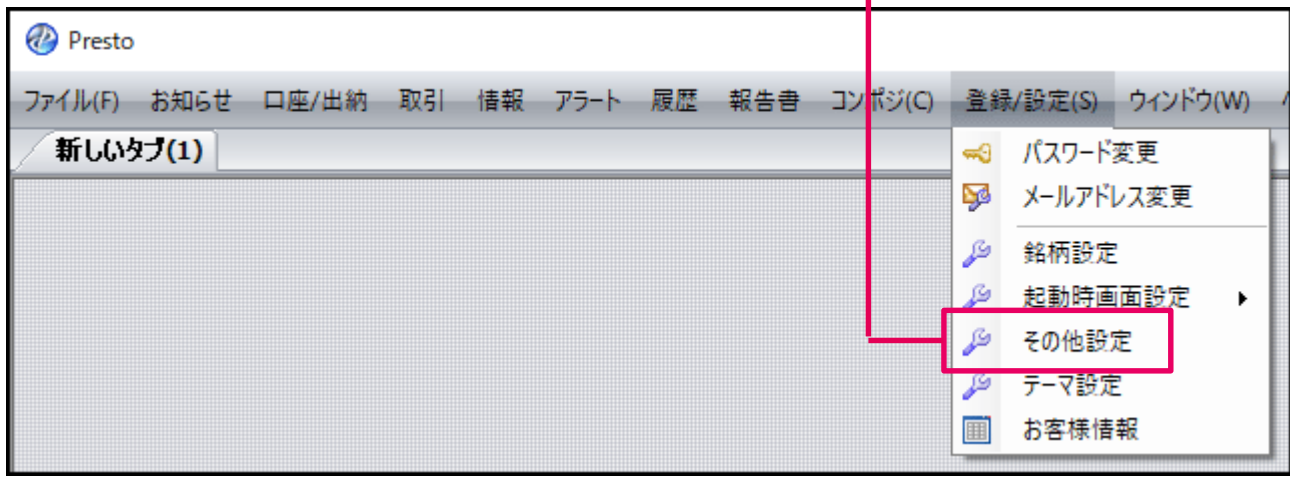 Presto
ファイル(F) お知らせ 口座/出納 取引 情報 アラート 履歴 報告書 コンポジ(C) 登録/設定(S) ウィンドウ(W)
新しいタブ(1)
パスワード変更
メールアドレス変更
銘柄設定
起動時画面設定
その他設定
テーマ設定
お客様情報